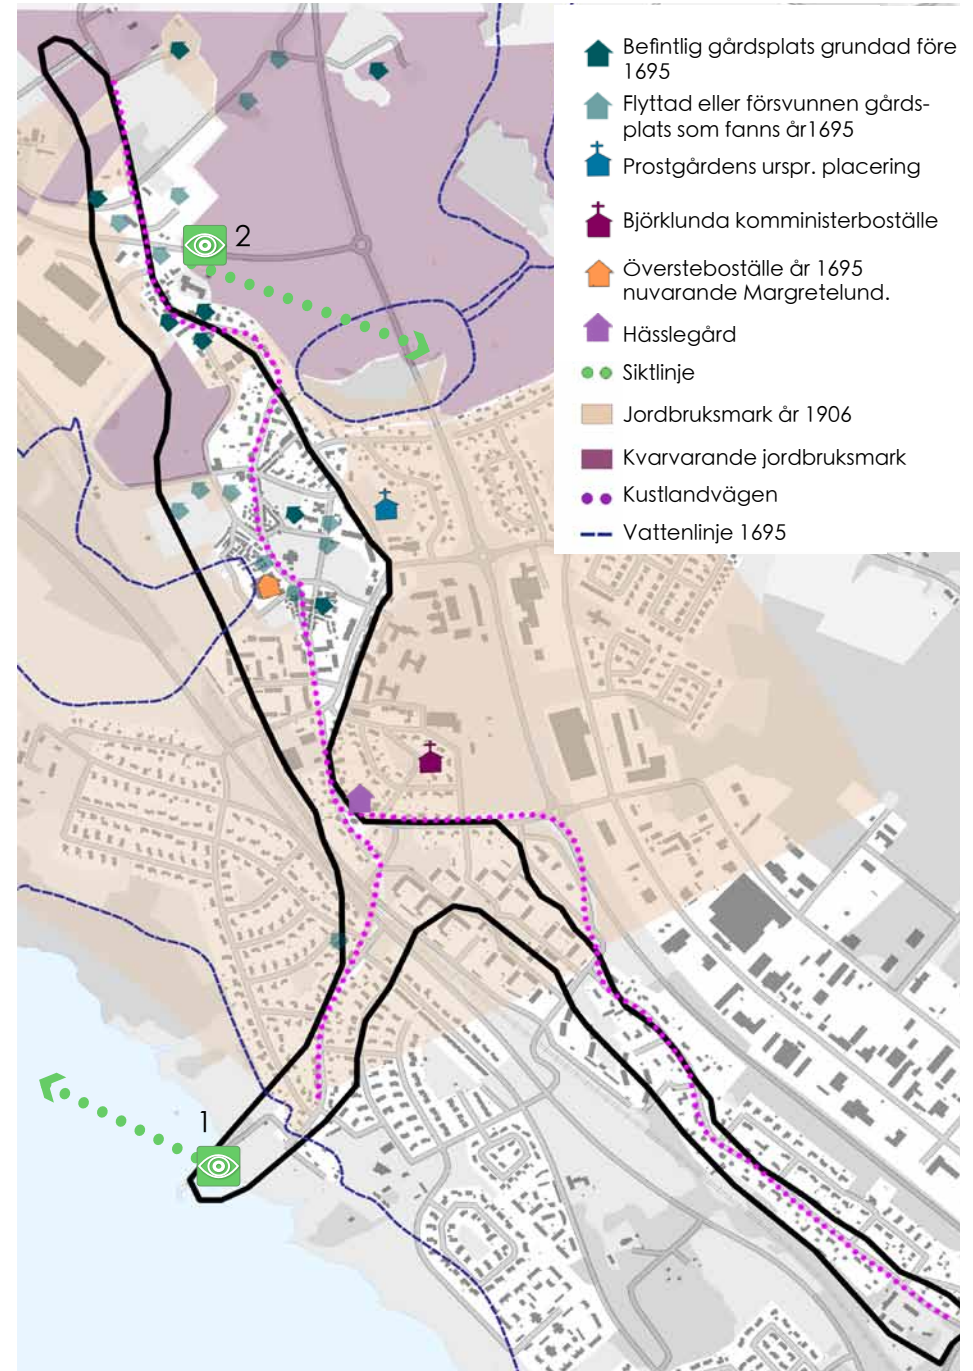 Befintlig gårdsplats grundad före
1695
Flyttad eller försvunnen gårds-
plats som fanns år1695
Prostgårdens urspr. placering
Björklunda komministerboställe
Översteboställe år 1695
nuvarande Margretelund.
Hässlegård
Siktlinje
Jordbruksmark år 1906
Kvarvarande jordbruksmark
Kustlandvägen
Vattenlinje 1695
2
1